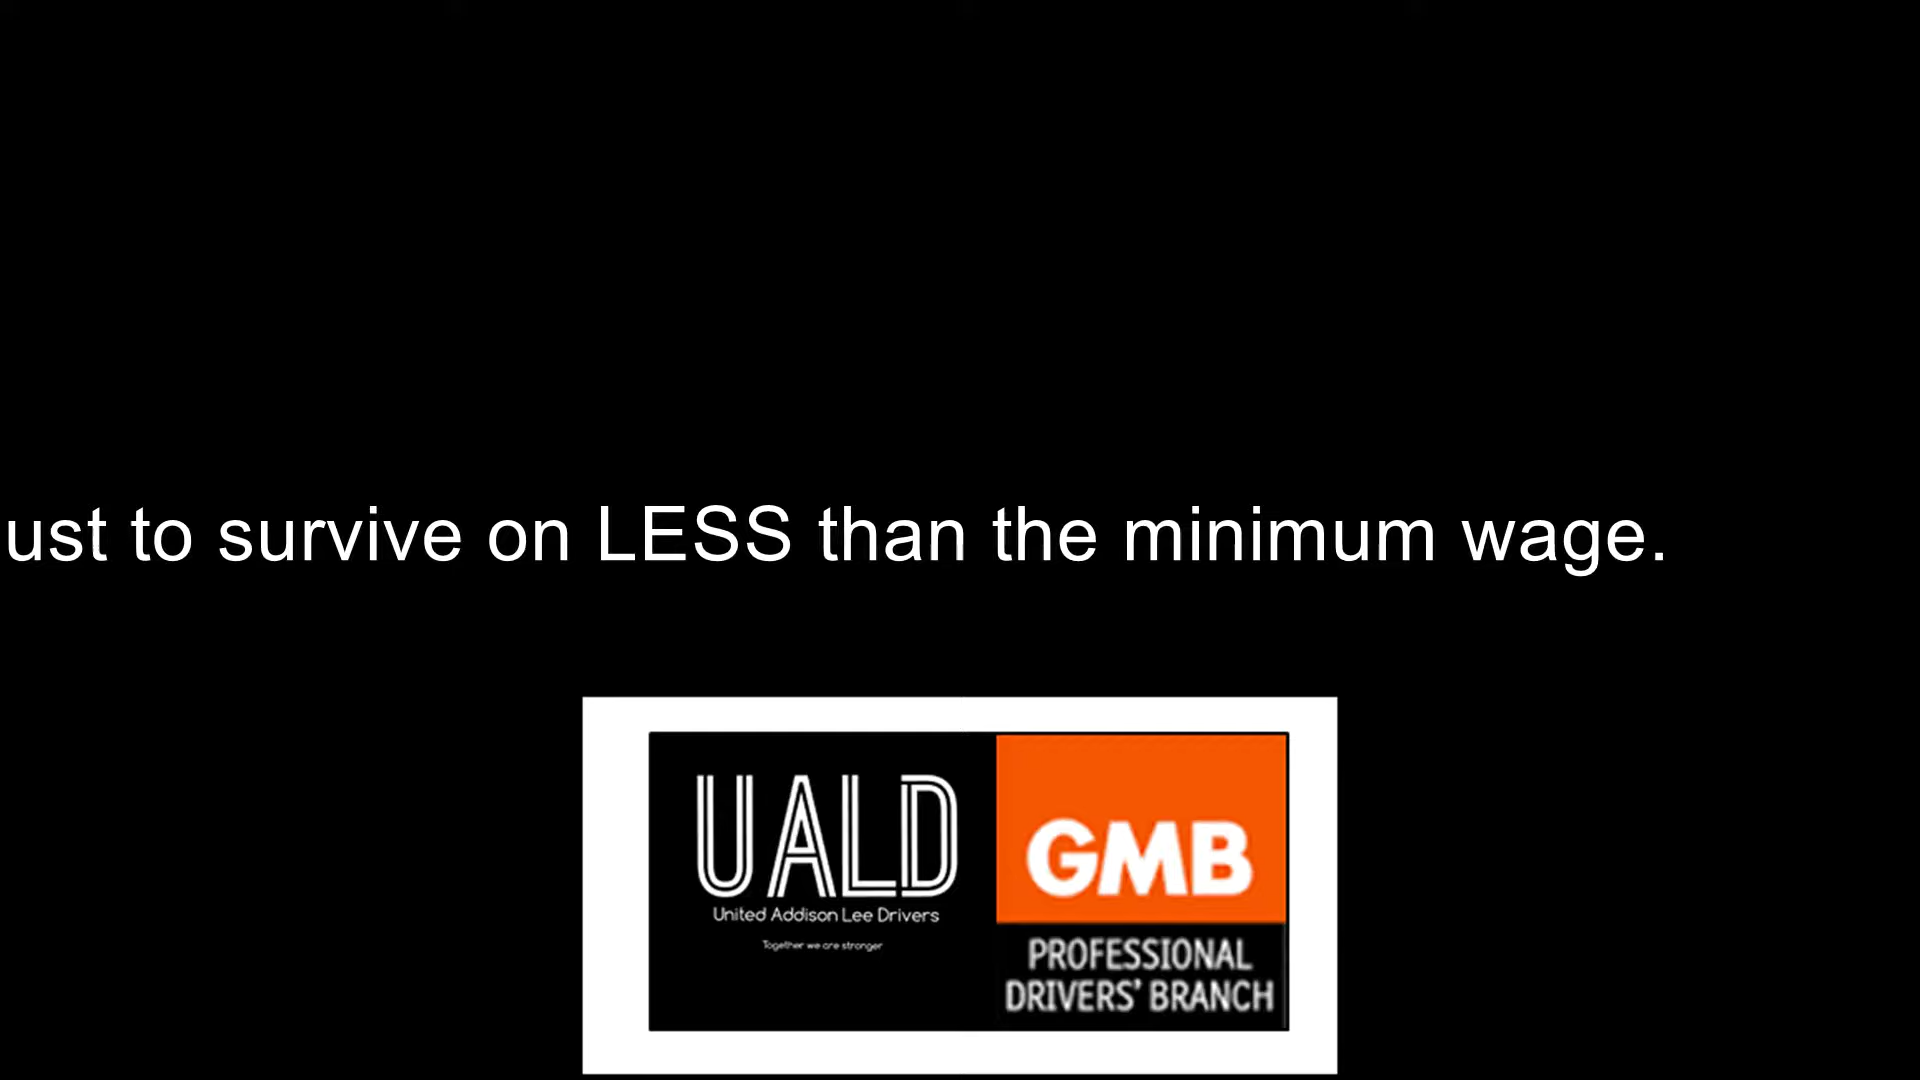 ust to survive on LESS than the minimum wage.
UALD
United Addison Lee Drivers
Together we are stronger
GMB
PROFESSIONAL
DRIVERS' BRANCH